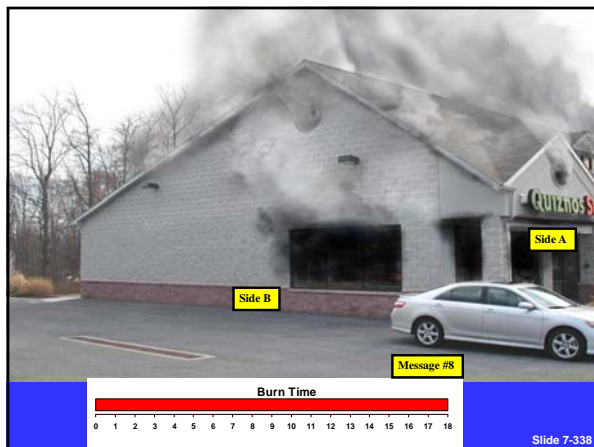 QUIZNOS S
Side A
Side B
Message #8
Burn Time
0 1 2 3 4 5 6 7 8 9 10 11 12 13 14 15 16 17 18
Slide 7-338